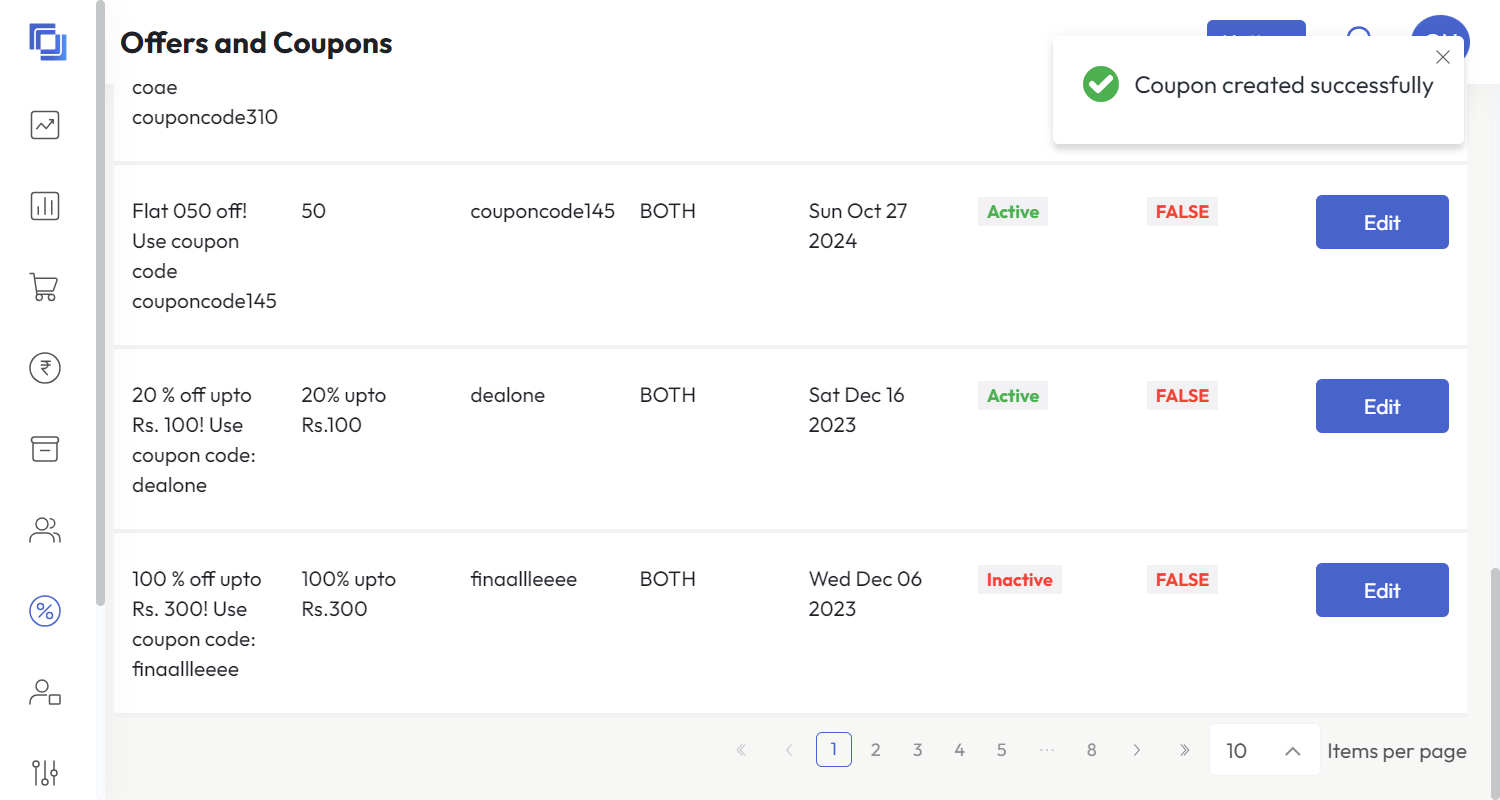 Offers and Coupons
Coupon created successfully
code
couponcode310
Flat 050 off!
Use coupon
code
couponcode145
50
couponcode145
BOTH
Sun Oct 27
2024
Active
FALSE
Edit
20 % off upto
Rs. 100! Use
coupon code:
dealone
20% upto
Rs.100
dealone
BOTH
Sat Dec 16
2023
Active
FALSE
Edit
100 % off upto
Rs. 300! Use
coupon code:
finaallleeee
100% upto
Rs.300
finaallleeee
BOTH
Wed Dec 06
2023
Inactive
FALSE
Edit
« ‹ 1 2 3 4 5 ··· 8 › » 10 Items per page